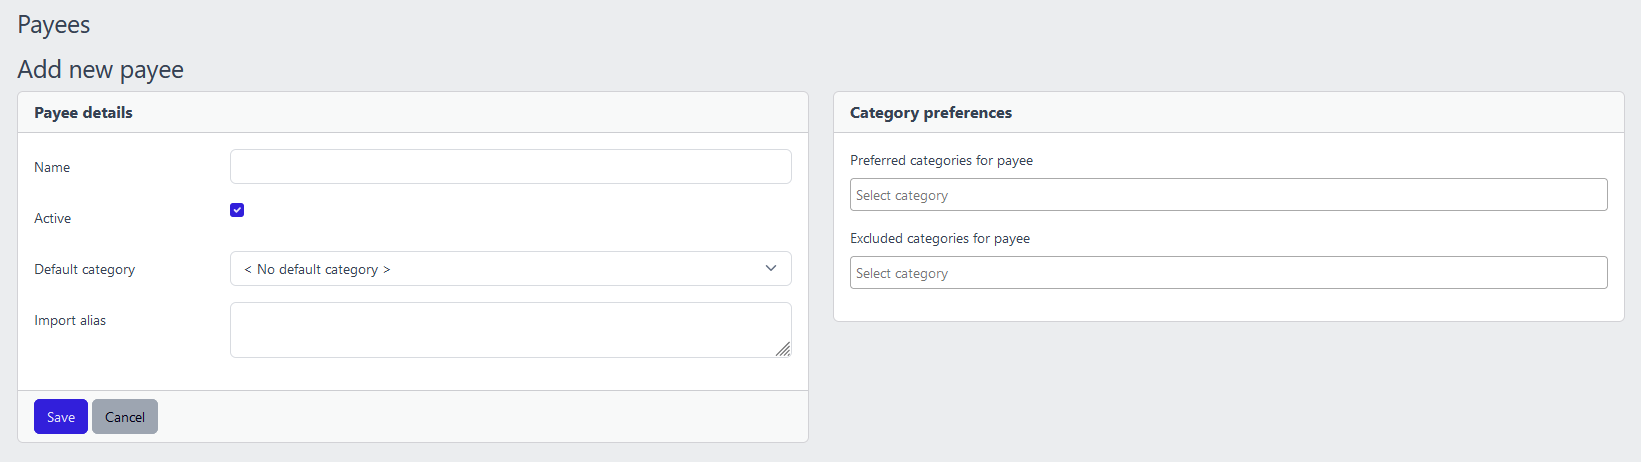 Payees
Add new payee
Payee details
Name
Active
Default category
< No default category >
Import alias
Save
Cancel
Category preferences
Preferred categories for payee
Select category
Excluded categories for payee
Select category